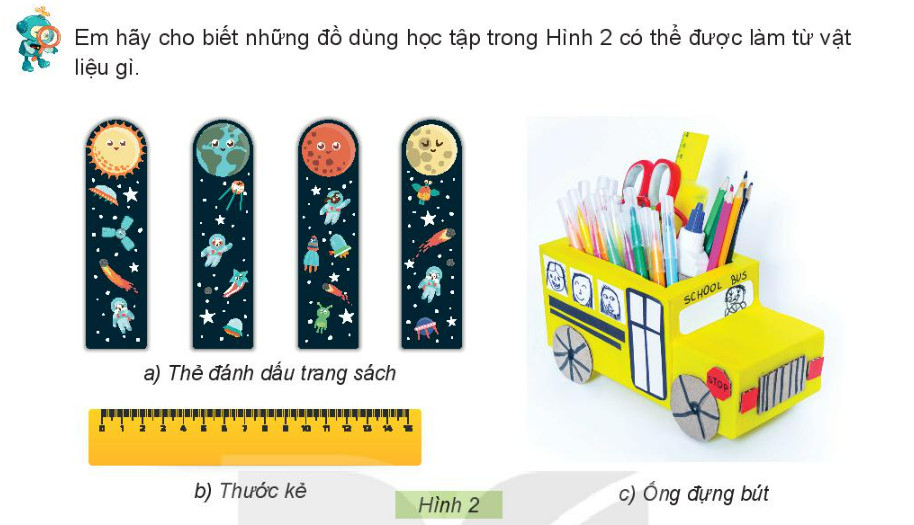 Em hãy cho biết những đồ dùng học tập trong Hình 2 có thể được làm từ vật
liệu gì.
a) Thẻ đánh dấu trang sách
0 1 2 3 4 5 6 7 8 9 10 11 12 13 14 15
b) Thước kẻ
SCHOOL BUS
STOP
c) Ống đựng bút
Hình 2